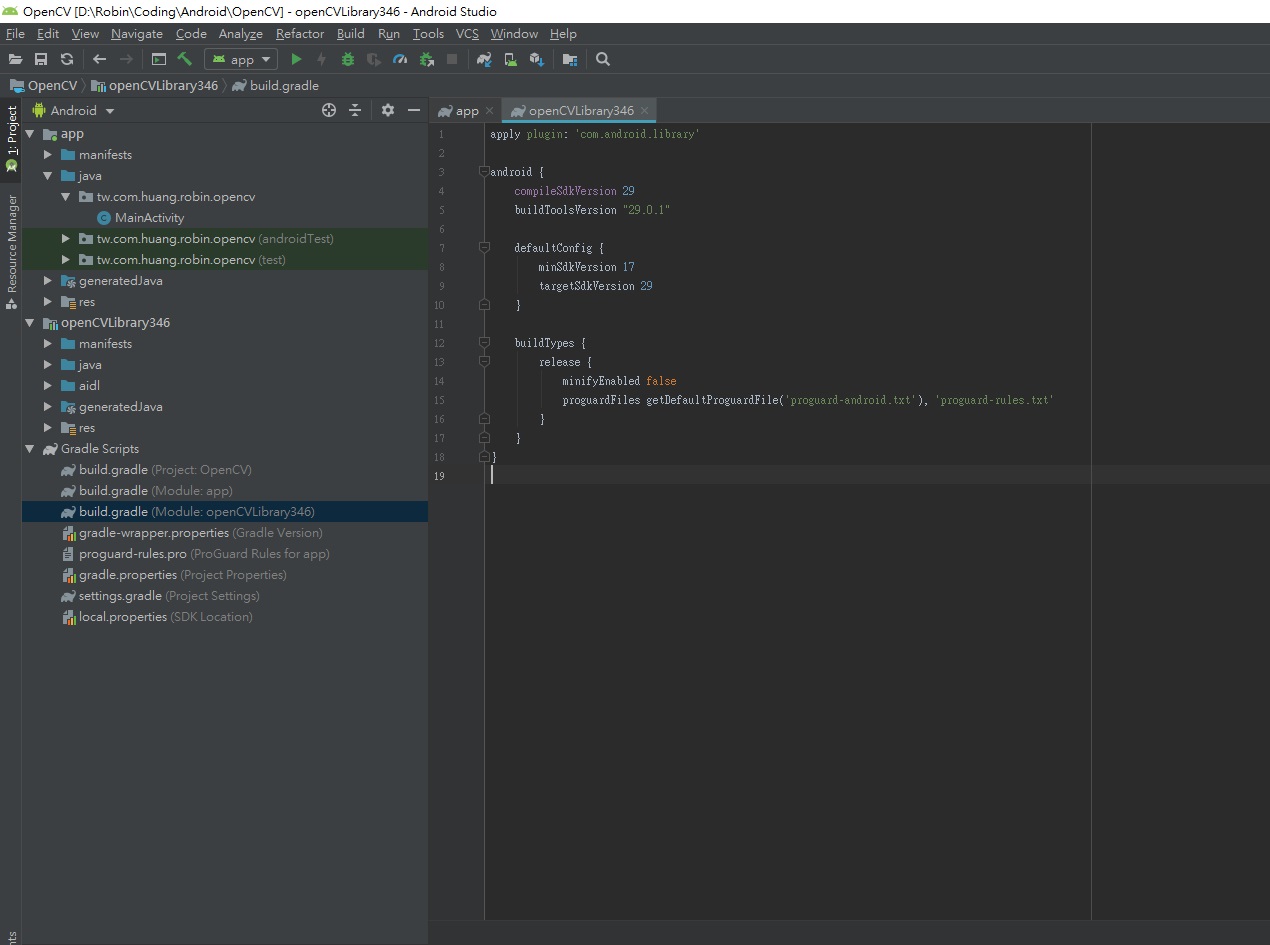 OpenCV [D:\Robin\Coding\Android\OpenCV] - openCVLibrary346 - Android Studio
File Edit View Navigate Code Analyze Refactor Build Run Tools VCS Window Help
app
OpenCV openCVLibrary346 build.gradle
1: Project
Resource Manager
Android
app
manifests
java
tw.com.huang.robin.opencv
MainActivity
tw.com.huang.robin.opencv (androidTest)
tw.com.huang.robin.opencv (test)
generatedJava
res
openCVLibrary346
manifests
java
aidl
generatedJava
res
Gradle Scripts
build.gradle (Project: OpenCV)
build.gradle (Module: app)
build.gradle (Module: openCVLibrary346)
gradle-wrapper.properties (Gradle Version)
proguard-rules.pro (ProGuard Rules for app)
gradle.properties (Project Properties)
settings.gradle (Project Settings)
local.properties (SDK Location)
app openCVLibrary346
1 apply plugin: 'com.android.library'
2
3 android {
4 compileSdkVersion 29
5 buildToolsVersion "29.0.1"
6
7 defaultConfig {
8 minSdkVersion 17
9 targetSdkVersion 29
10 }
11
12 buildTypes {
13 release {
14 minifyEnabled false
15 proguardFiles getDefaultProguardFile('proguard-android.txt'), 'proguard-rules.txt'
16 }
17 }
18 }
19